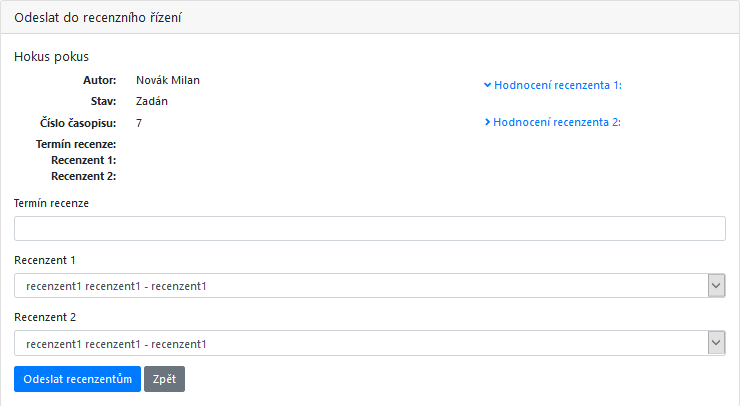 Odeslat do recenzního řízení
Hokus pokus
Autor: Novák Milan
Stav: Zadán
Číslo časopisu: 7
Termín recenze:
Recenzent 1:
Recenzent 2:
Hodnocení recenzenta 1:
Hodnocení recenzenta 2:
Termín recenze
Recenzent 1
recenzent1 recenzent1 - recenzent1
Recenzent 2
recenzent1 recenzent1 - recenzent1
Odeslat recenzentům
Zpět